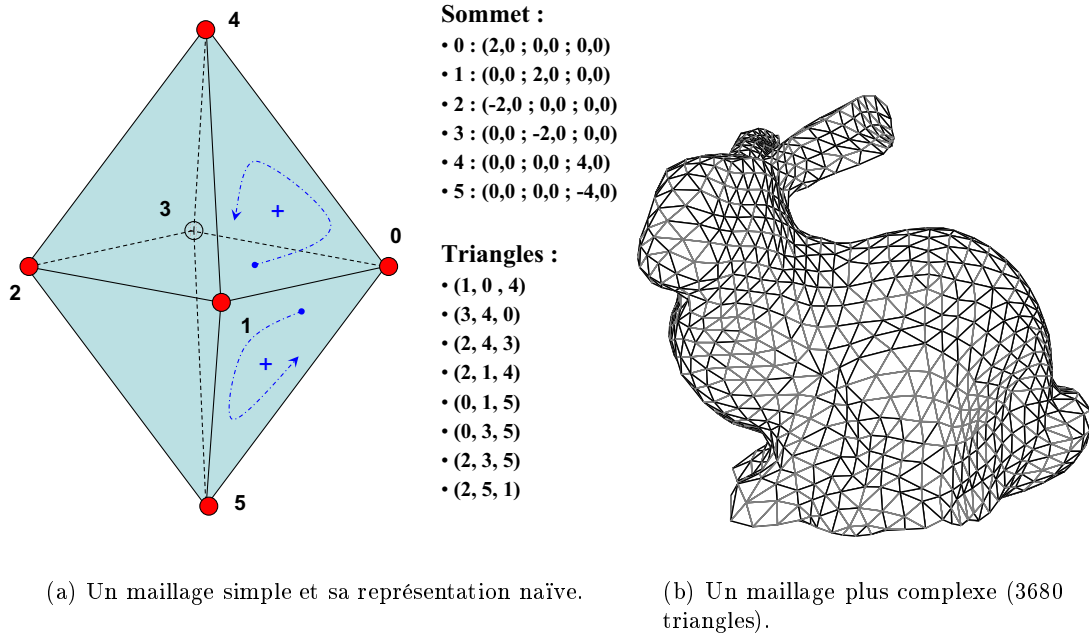 4
3
0
2
1
5
+
+
Sommet :
• 0 : (2,0 ; 0,0 ; 0,0)
• 1 : (0,0 ; 2,0 ; 0,0)
• 2 : (-2,0 ; 0,0 ; 0,0)
• 3 : (0,0 ; -2,0 ; 0,0)
• 4 : (0,0 ; 0,0 ; 4,0)
• 5 : (0,0 ; 0,0 ; -4,0)
Triangles :
• (1, 0 , 4)
• (3, 4, 0)
• (2, 4, 3)
• (2, 1, 4)
• (0, 1, 5)
• (0, 3, 5)
• (2, 3, 5)
• (2, 5, 1)
(a) Un maillage simple et sa représentation naïve.
(b) Un maillage plus complexe (3680
triangles).